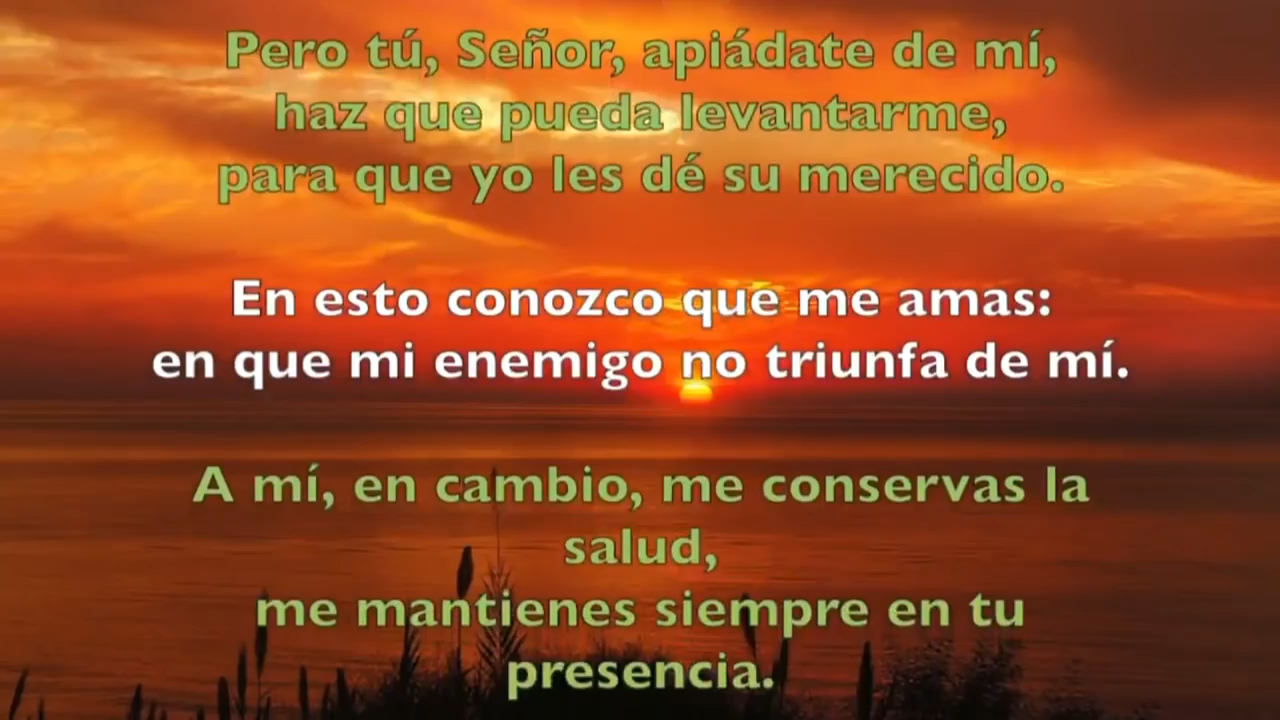 Pero tú, Señor, apiádate de mí,
haz que pueda levantarme,
para que yo les dé su merecido.
En esto conozco que me amas:
en que mi enemigo no triunfa de mí.
A mí, en cambio, me conservas la
salud,
me mantienes siempre en tu
presencia.